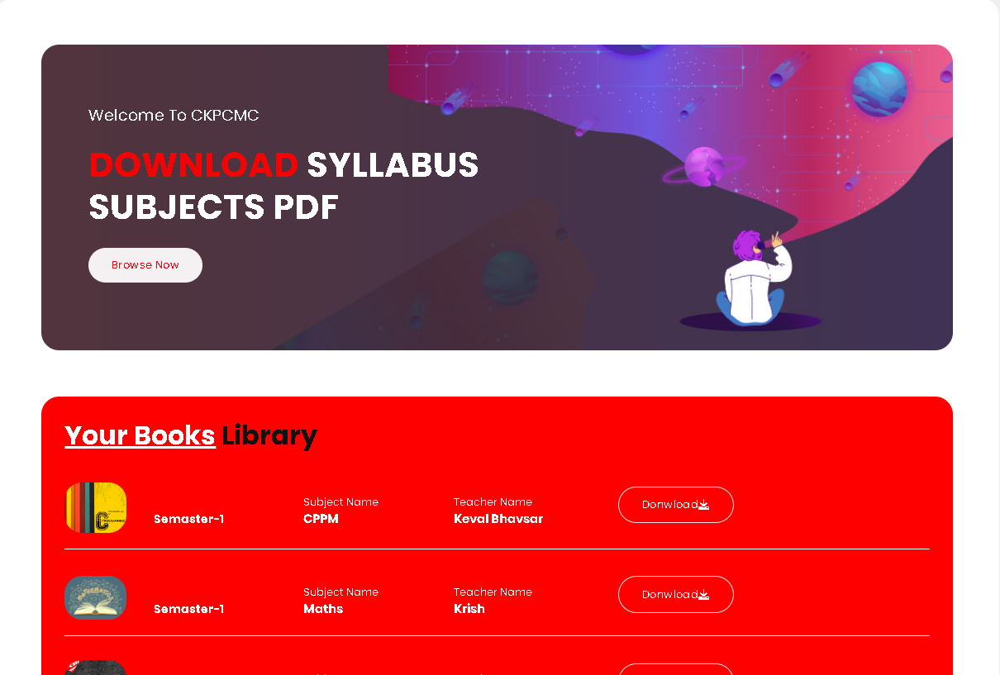 Welcome To CKPCMC
DOWNLOAD SYLLABUS
SUBJECTS PDF
Browse Now
Your Books Library
Subject Name
Teacher Name
Donwload
Semaster-1
CPPM
Keval Bhavsar
Subject Name
Teacher Name
Donwload
Semaster-1
Maths
Krish